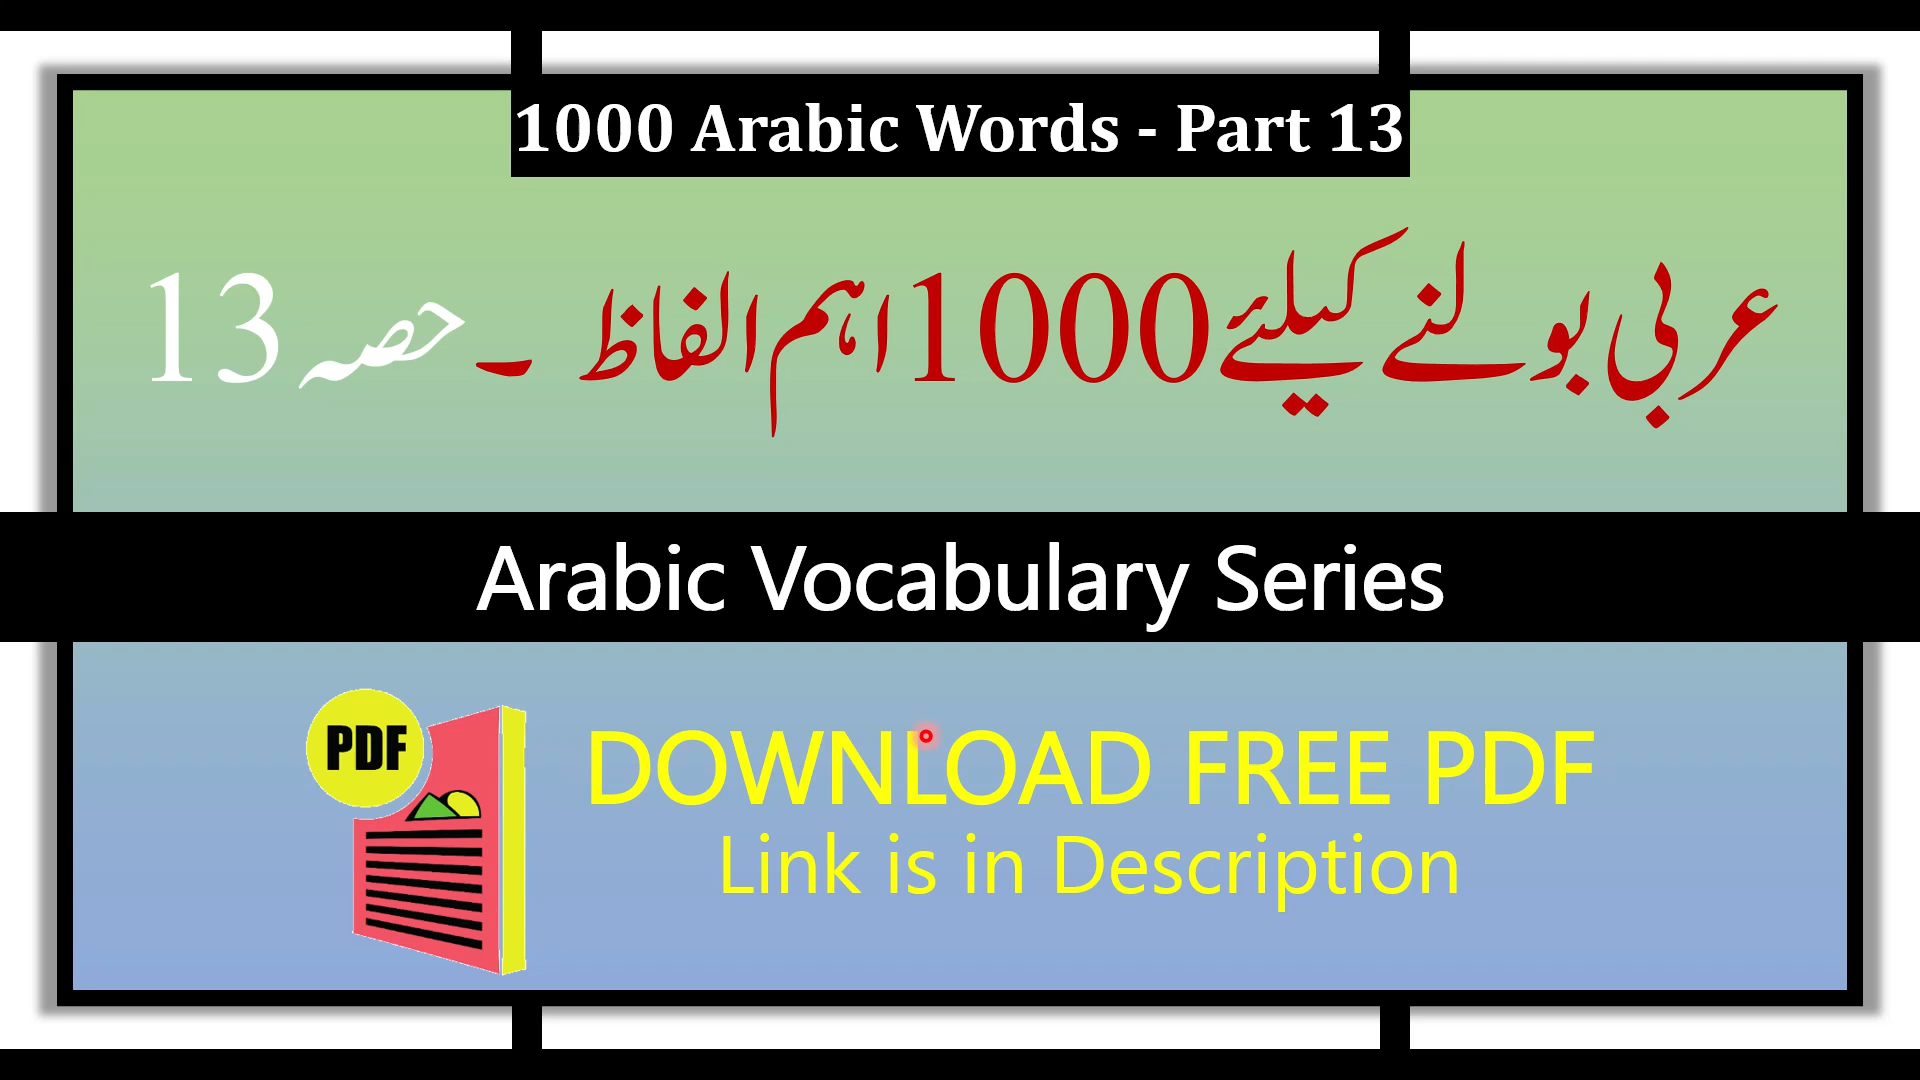 1000 Arabic Words - Part 13
عربی بولنے کیلئے 1000 اہم الفاظ ۔ حصہ 13
Arabic Vocabulary Series
PDF
DOWNLOAD FREE PDF
Link is in Description